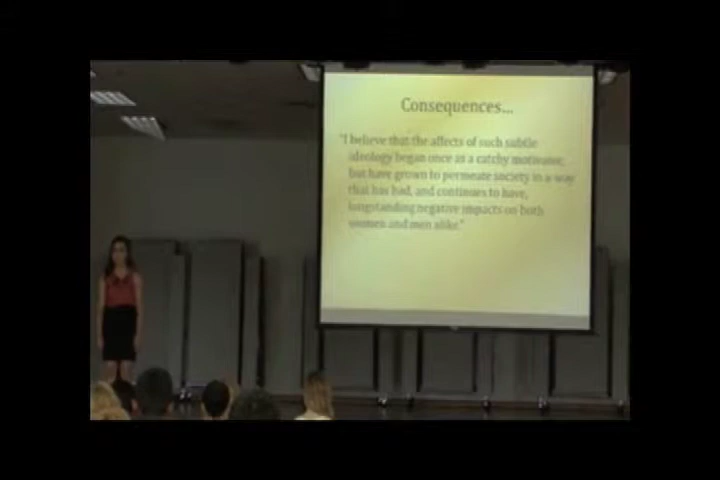 Consequences...
"I believe that the affects of such subtle
ideology began once as a catchy motivator,
but have grown to permeate society in a way
that has had, and continues to have,
longstanding negative impacts on both
women and men alike."